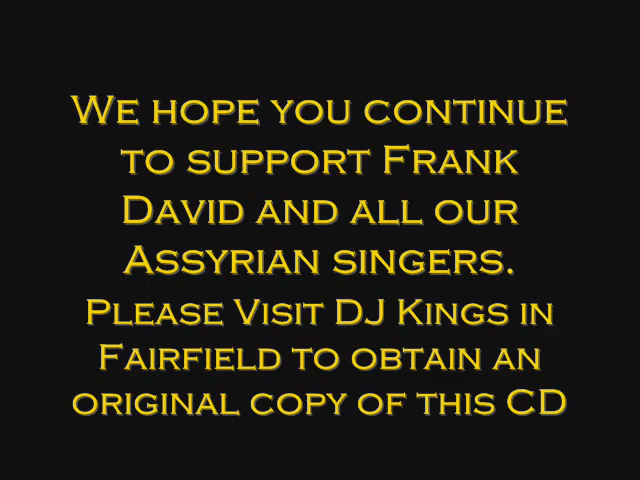 We hope you continue
to support Frank
David and all our
Assyrian singers.
Please Visit DJ Kings in
Fairfield to obtain an
original copy of this CD